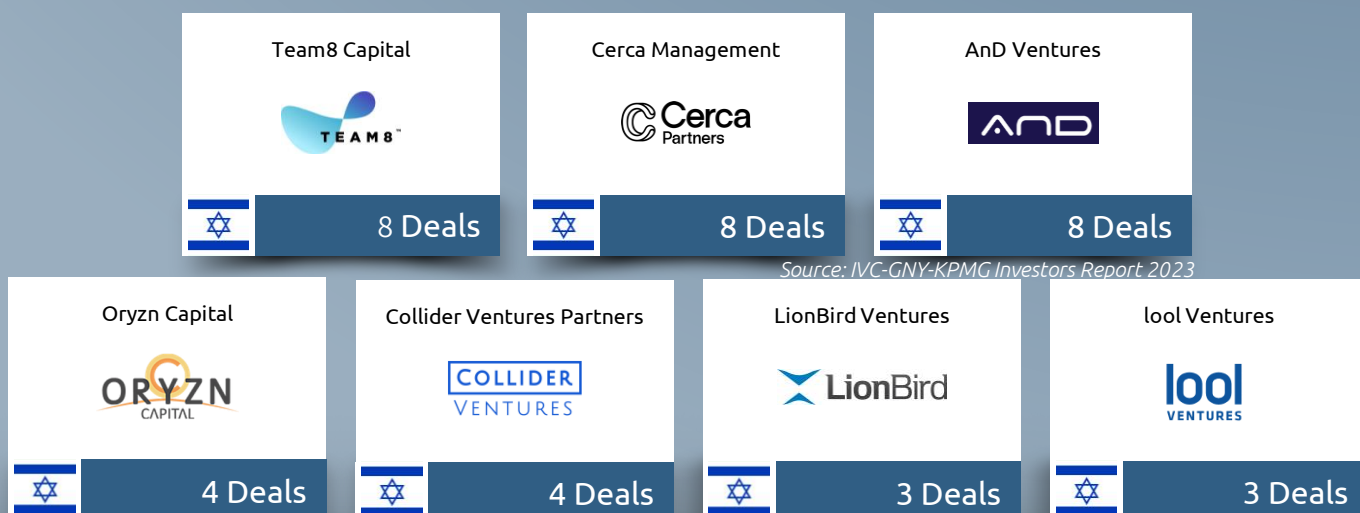 Team8 Capital
TEAM8™
8 Deals
Cerca Management
Cerca
Partners
8 Deals
AnD Ventures
AND
8 Deals
Source: IVC-GNY-KPMG Investors Report 2023
Oryzn Capital
ORYZN
CAPITAL
4 Deals
Collider Ventures Partners
COLLIDER
VENTURES
4 Deals
LionBird Ventures
LionBird
3 Deals
lool Ventures
lool
VENTURES
3 Deals